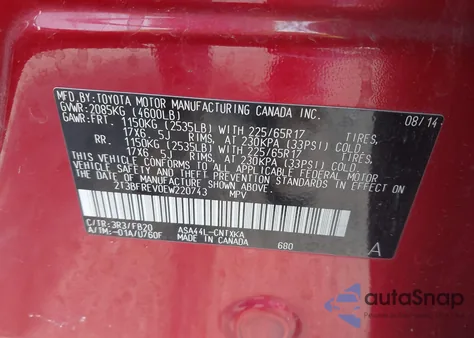 MFD.BY:TOYOTA MOTOR MANUFACTURING CANADA INC. 08/14
GVWR:2085KG (4600LB)
GAWR:FRT. 1150KG (2535LB) WITH 225/65R17 TIRES,
17X6.5J RIMS, AT 230KPA (33PSI) COLD
RR. 1150KG (2535LB) WITH 225/65R17 TIRES,
17X6.5J RIMS, AT 230KPA (33PSI) COLD
THIS VEHICLE CONFORMS TO ALL APPLICABLE FEDERAL MOTOR
VEHICLE SAFETY STANDARDS IN EFFECT ON THE DATE OF
MANUFACTURE SHOWN ABOVE.
2T3BFREV0EW220743 MPV
C/TR:3R3/FB20 ASA44L-CNTXKA
A/TM:-01A/U760F MADE IN CANADA 680
A
autoSnap